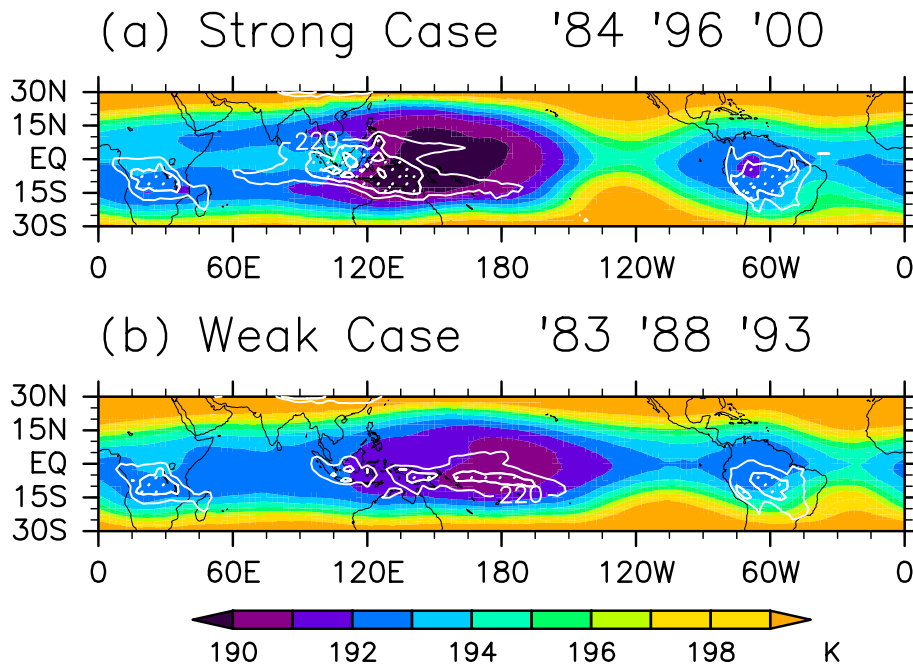 (a) Strong Case '84 '96 '00
30N
15N
EQ
15S
30S
220
0 60E 120E 180 120W 60W 0
(b) Weak Case '83 '88 '93
30N
15N
EQ
15S
30S
220
0 60E 120E 180 120W 60W 0
190 192 194 196 198 K